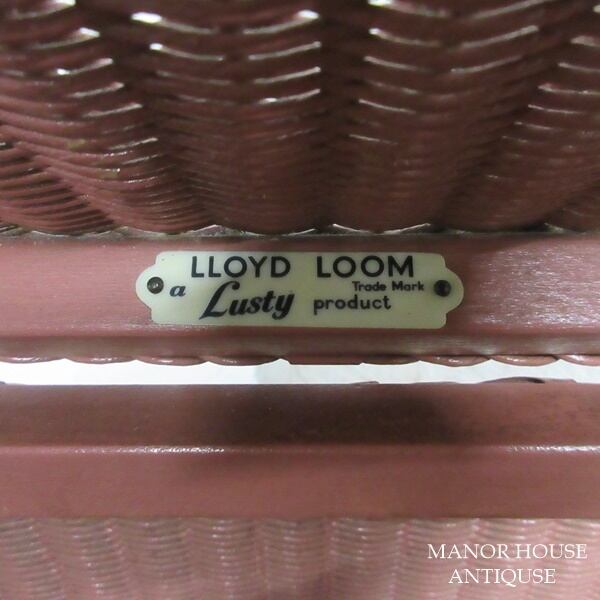 LLOYD LOOM
Trade Mark
a Lusty product
MANOR HOUSE
ANTIQUSE